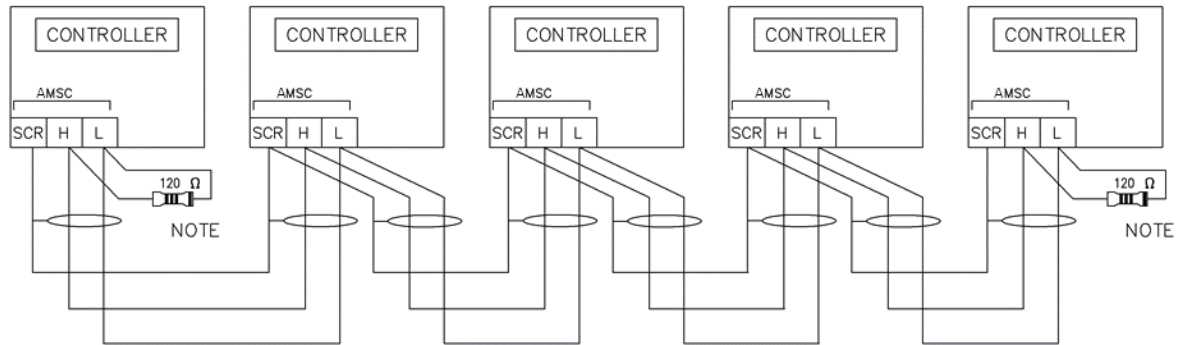 CONTROLLER CONTROLLER CONTROLLER CONTROLLER CONTROLLER
AMSC AMSC AMSC AMSC AMSC
SCR H L SCR H L SCR H L SCR H L SCR H L
120 Ω 120 Ω
NOTE NOTE